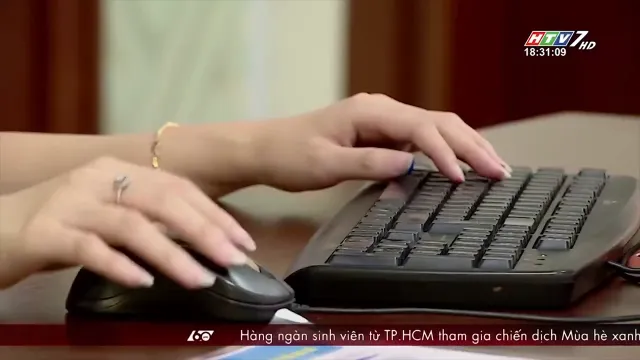 HTV7 HD
18:31:09
60 Hàng ngàn sinh viên từ TP.HCM tham gia chiến dịch Mùa hè xanh